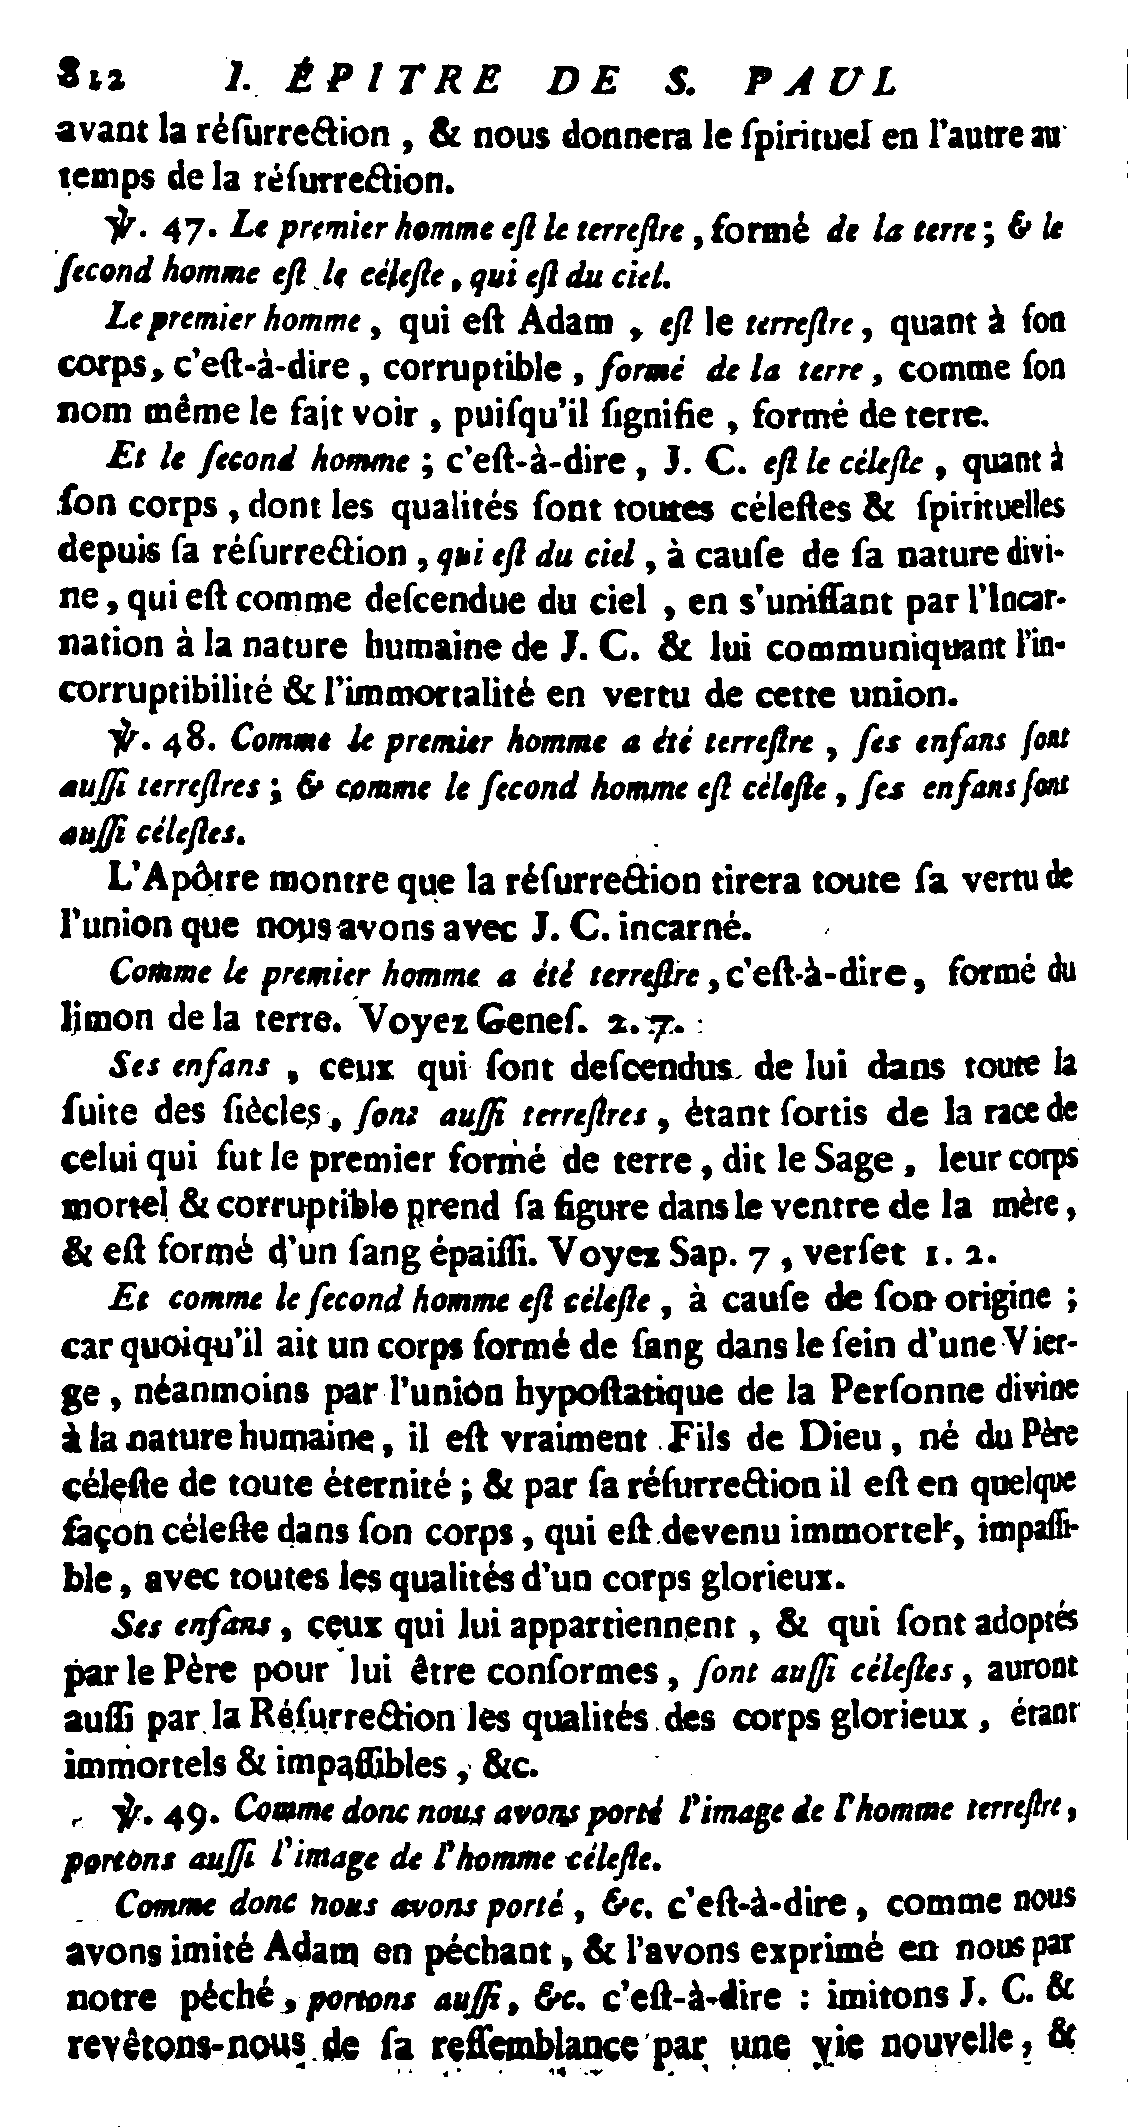 812 I. ÉPITRE DE S. PAUL
avant la réſurrection, & nous donnera le ſpirituel en l'autre au
temps de la réſurrection.
℣. 47. Le premier homme eſt le terreſtre, formé de la terre; & le
ſecond homme eſt le céleſte, qui eſt du ciel.
Le premier homme, qui eſt Adam, eſt le terreſtre, quant à ſon
corps, c'eſt-à-dire, corruptible, formé de la terre, comme ſon
nom même le fait voir, puiſqu'il ſignifie, formé de terre.
Et le ſecond homme; c'eſt-à-dire, J. C. eſt le céleſte, quant à
ſon corps, dont les qualités ſont toutes céleſtes & ſpirituelles
depuis ſa réſurrection, qui eſt du ciel, à cauſe de ſa nature divi-
ne, qui eſt comme deſcendue du ciel, en s'uniſſant par l'Incar-
nation à la nature humaine de J. C. & lui communiquant l'in-
corruptibilité & l'immortalité en vertu de cette union.
℣. 48. Comme le premier homme a été terreſtre, ſes enfans ſont
auſſi terreſtres; & comme le ſecond homme eſt céleſte, ſes enfans ſont
auſſi céleſtes.
L'Apôtre montre que la réſurrection tirera toute ſa vertu de
l'union que nous avons avec J. C. incarné.
Comme le premier homme a été terreſtre, c'eſt-à-dire, formé du
limon de la terre. Voyez Geneſ. 2. 7.
Ses enfans, ceux qui ſont deſcendus de lui dans toute la
ſuite des ſiècles, ſont auſſi terreſtres, étant ſortis de la race de
celui qui fut le premier formé de terre, dit le Sage, leur corps
mortel & corruptible prend ſa figure dans le ventre de la mère,
& eſt formé d'un ſang épaiſſi. Voyez Sap. 7, verſet 1. 2.
Et comme le ſecond homme eſt céleſte, à cauſe de ſon origine;
car quoiqu'il ait un corps formé de ſang dans le ſein d'une Vier-
ge, néanmoins par l'union hypoſtatique de la Perſonne divine
à la nature humaine, il eſt vraiment Fils de Dieu, né du Père
céleſte de toute éternité; & par ſa réſurrection il eſt en quelque
façon céleſte dans ſon corps, qui eſt devenu immortel, impaſſi-
ble, avec toutes les qualités d'un corps glorieux.
Ses enfans, ceux qui lui appartiennent, & qui ſont adoptés
par le Père pour lui être conformes, ſont auſſi céleſtes, auront
auſſi par la Réſurrection les qualités des corps glorieux, étant
immortels & impaſſibles, &c.
℣. 49. Comme donc nous avons porté l'image de l'homme terreſtre,
portons auſſi l'image de l'homme céleſte.
Comme donc nous avons porté, &c. c'eſt-à-dire, comme nous
avons imité Adam en péchant, & l'avons exprimé en nous par
notre péché, portons auſſi, &c. c'eſt-à-dire : imitons J. C. &
revêtons-nous de ſa reſſemblance par une vie nouvelle, &